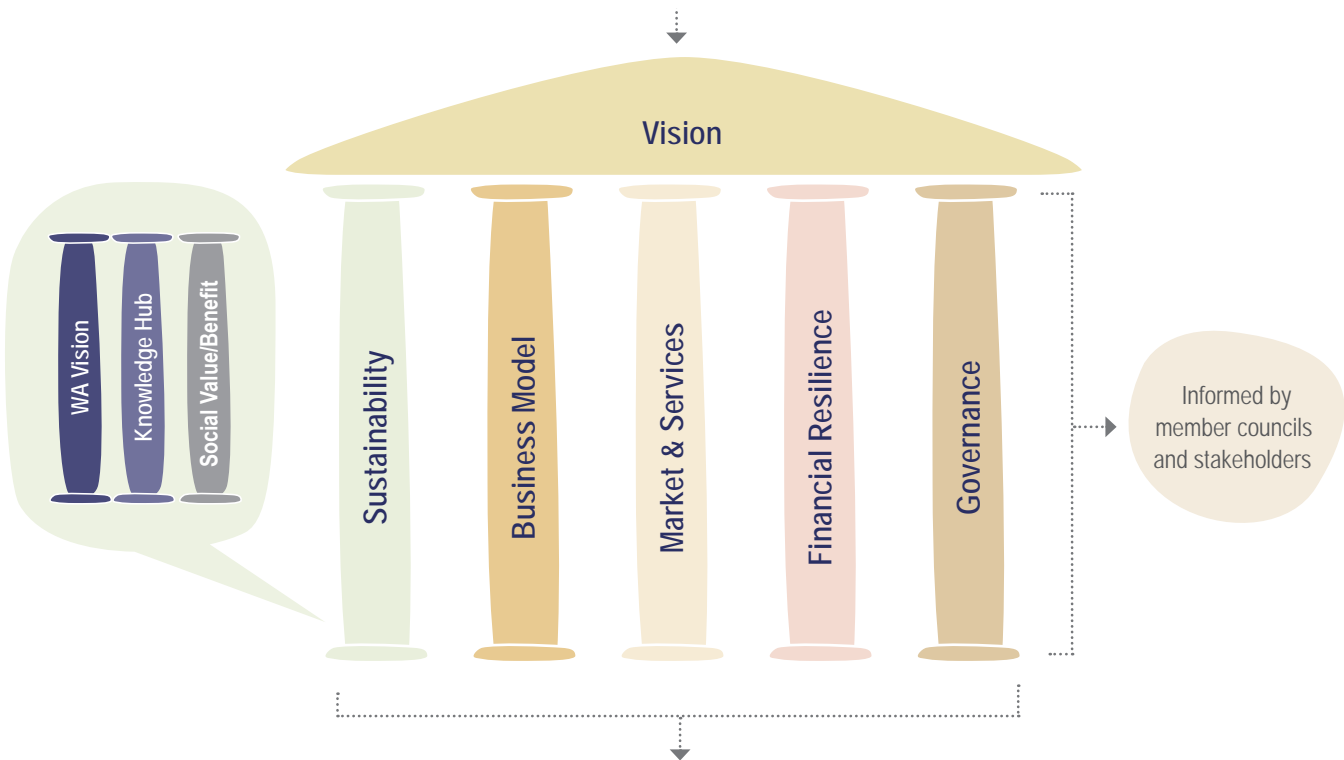 Vision
WA Vision
Knowledge Hub
Social Value/Benefit
Sustainability
Business Model
Market & Services
Financial Resilience
Governance
Informed by
member councils
and stakeholders